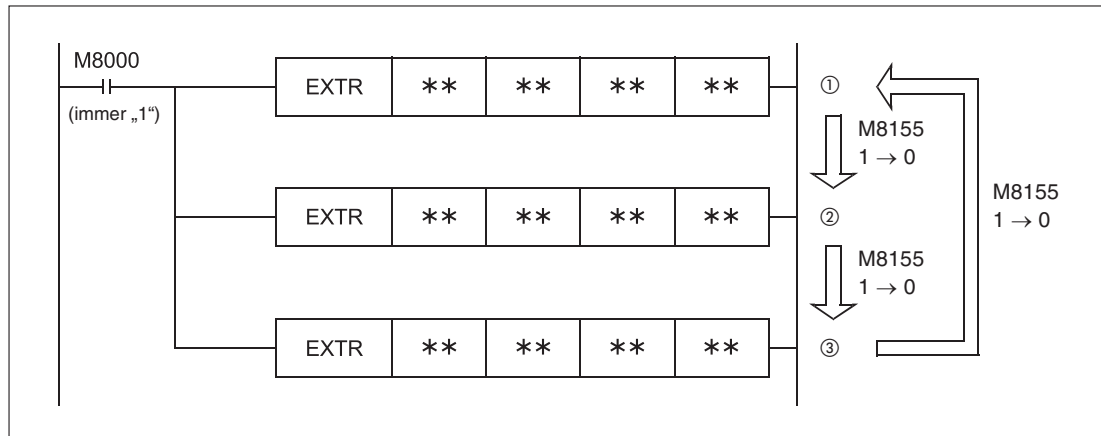 M8000
(immer „1“)
EXTR ** ** ** **
①
M8155
1 → 0
EXTR ** ** ** **
②
M8155
1 → 0
M8155
1 → 0
EXTR ** ** ** **
③